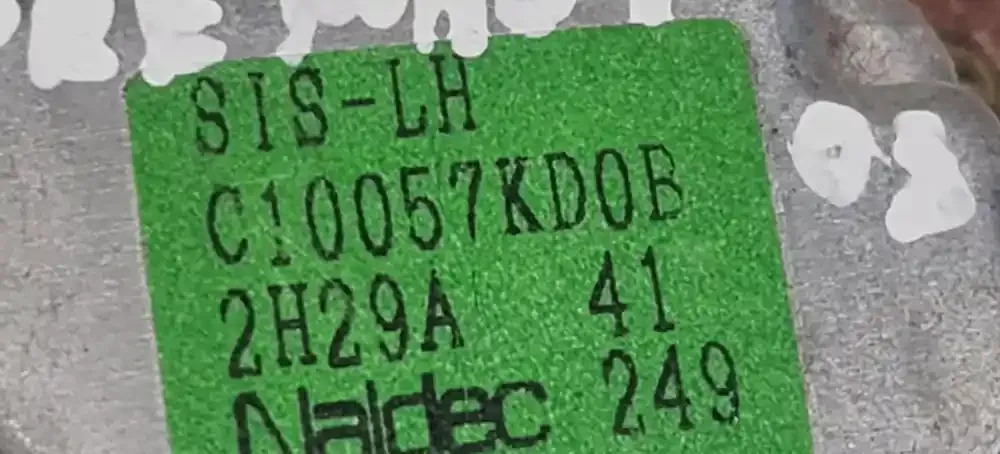 SIS-LH
C10057KD0B
2H29A 41
Naldec 249